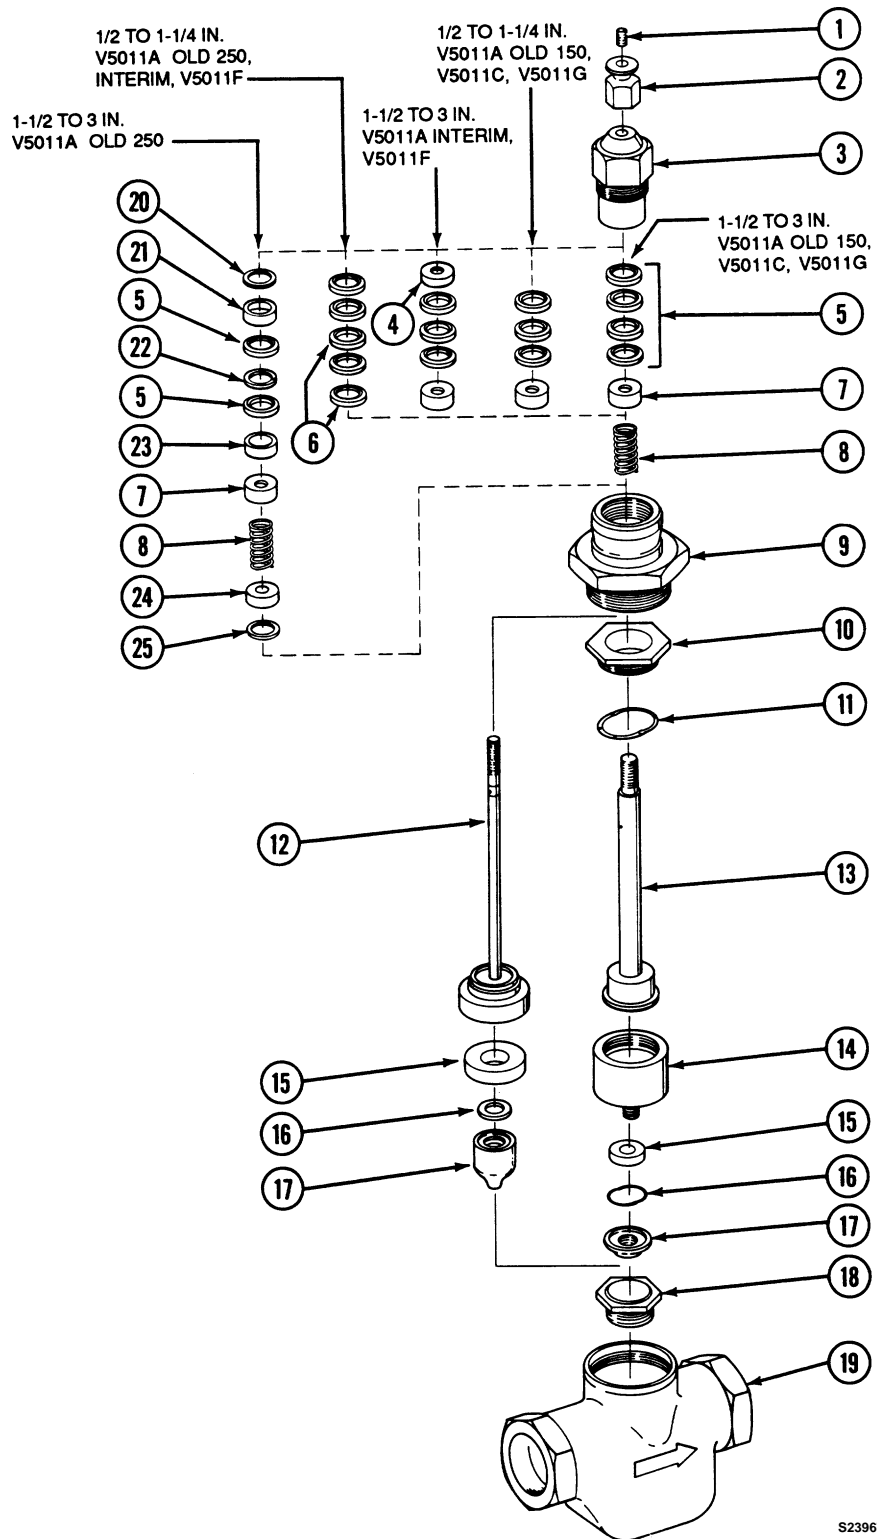 1/2 TO 1-1/4 IN.
V5011A OLD 250,
INTERIM, V5011F
1/2 TO 1-1/4 IN.
V5011A OLD 150,
V5011C, V5011G
1-1/2 TO 3 IN.
V5011A OLD 250
1-1/2 TO 3 IN.
V5011A INTERIM,
V5011F
1
2
3
1-1/2 TO 3 IN.
V5011A OLD 150,
V5011C, V5011G
20
21
5
22
5
23
7
8
24
25
4
6
5
7
8
9
10
11
12
13
14
15
16
17
15
16
17
18
19
S2396